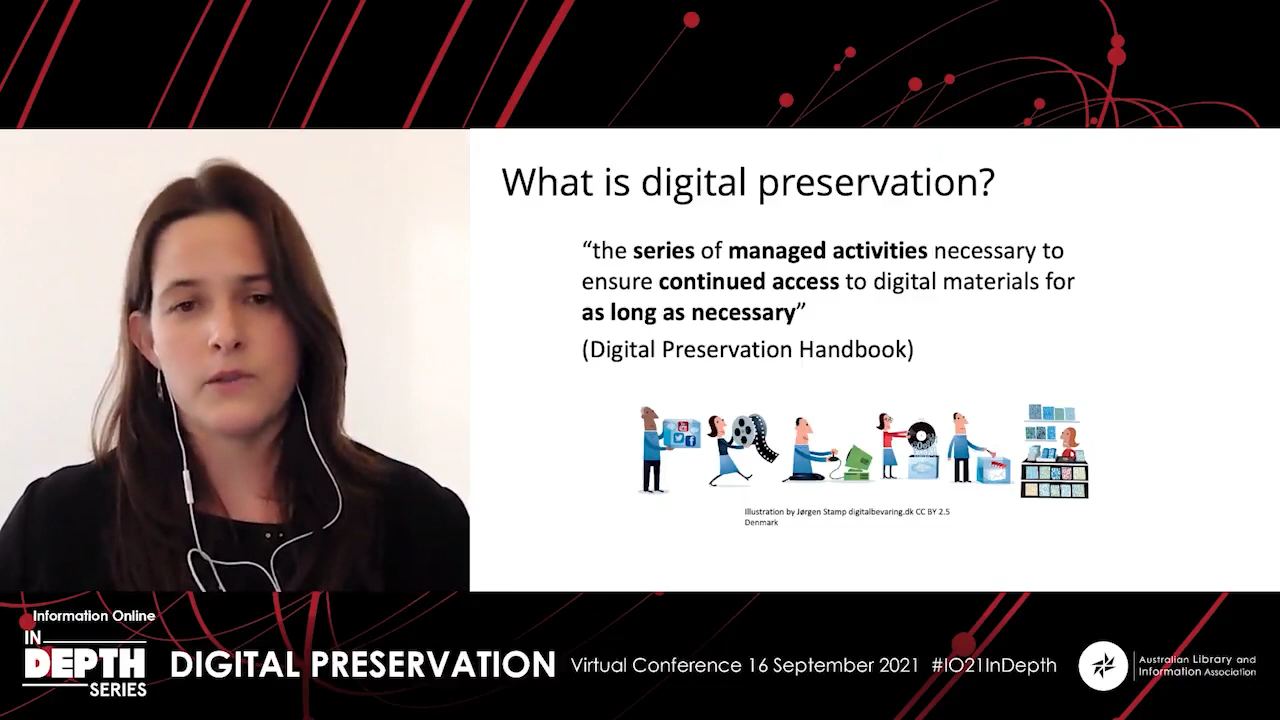 What is digital preservation?
“the series of managed activities necessary to
ensure continued access to digital materials for
as long as necessary”
(Digital Preservation Handbook)
Illustration by Jørgen Stamp digitalbevaring.dk CC BY 2.5
Denmark
Information Online
IN
DEPTH
SERIES
DIGITAL PRESERVATION
Virtual Conference 16 September 2021 #IO21InDepth
Australian Library and
Information Association